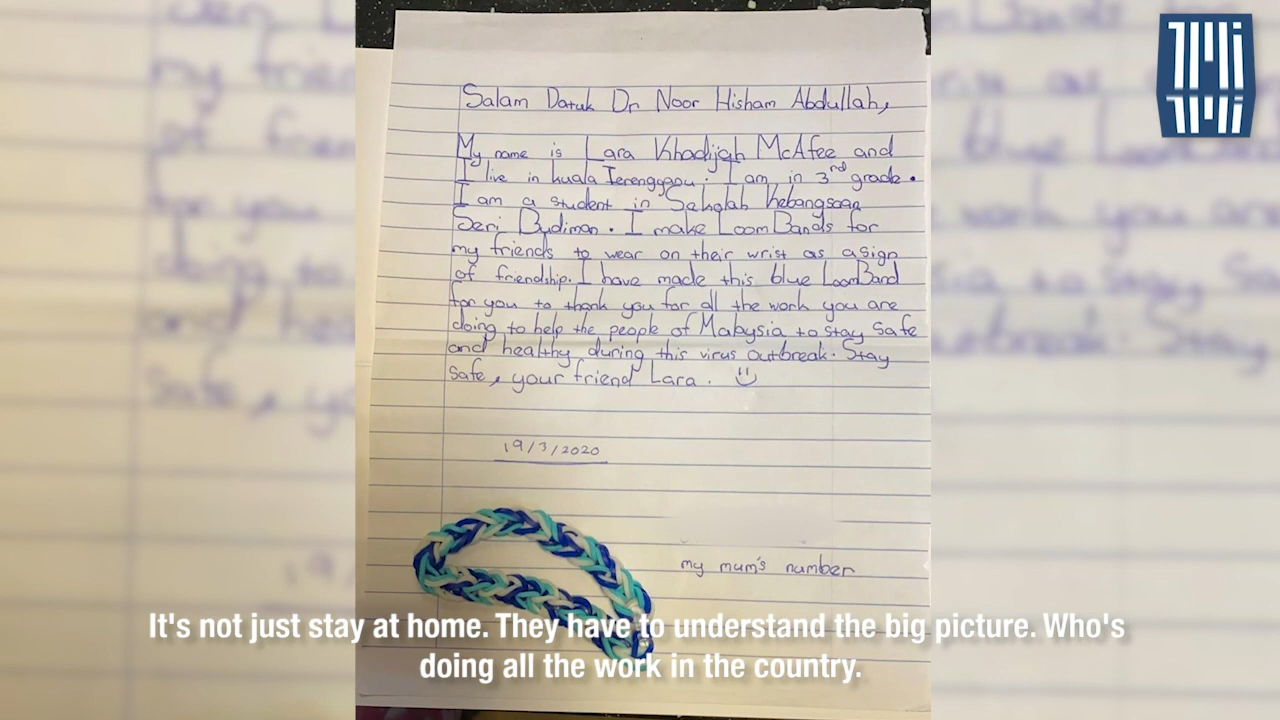 Salam Datuk Dr Noor Hisham Abdullah,
My name is Lara Khadijah McAfee and
I live in kuala Terengganu. I am in 3rd grade.
I am a student in Sekolah Kebangsaan
Seri Budiman. I make Loom Bands for
my friends to wear on their wrist as a sign
of friendship. I have made this blue Loom Band
for you to thank you for all the work you are
doing to help the people of Malaysia to stay safe
and healthy during this virus outbreak. Stay
safe, your friend Lara.
19/3/2020
my mum's number
It's not just stay at home. They have to understand the big picture. Who's
doing all the work in the country.